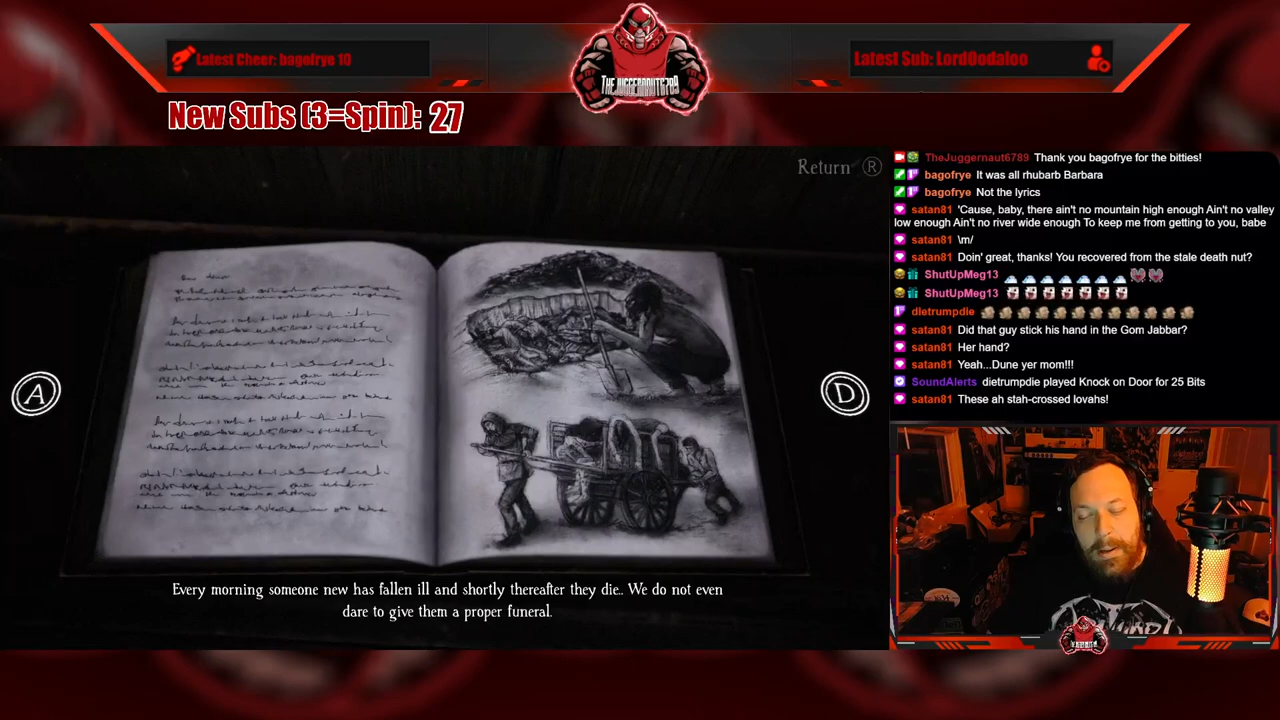 Latest Cheer: bagofrye 10
THEJUGGERNAUT6789
Latest Sub: LordOodaloo
New Subs (3=Spin): 27
Return R
A
D
Every morning someone new has fallen ill and shortly thereafter they die.. We do not even
dare to give them a proper funeral.
TheJuggernaut6789 Thank you bagofrye for the bitties!
bagofrye It was all rhubarb Barbara
bagofrye Not the lyrics
satan81 'Cause, baby, there ain't no mountain high enough Ain't no valley
low enough Ain't no river wide enough To keep me from getting to you, babe
satan81 \m/
satan81 Doin' great, thanks! You recovered from the stale death nut?
ShutUpMeg13
ShutUpMeg13
dietrumpdie
satan81 Did that guy stick his hand in the Gom Jabbar?
satan81 Her hand?
satan81 Yeah...Dune yer mom!!!
SoundAlerts dietrumpdie played Knock on Door for 25 Bits
satan81 These ah stah-crossed lovahs!